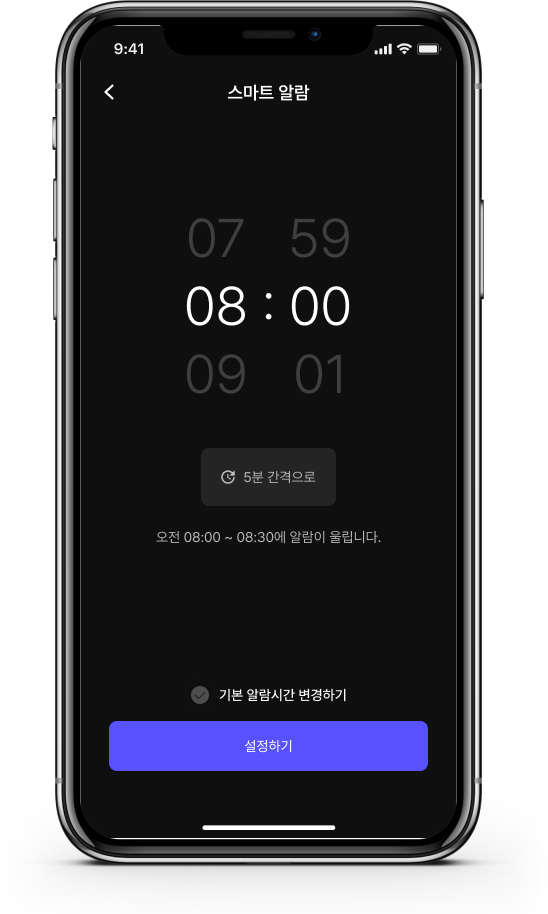 9:41
스마트 알람
07 59
08 : 00
09 01
5분 간격으로
오전 08:00 ~ 08:30에 알람이 울립니다.
기본 알람시간 변경하기
설정하기